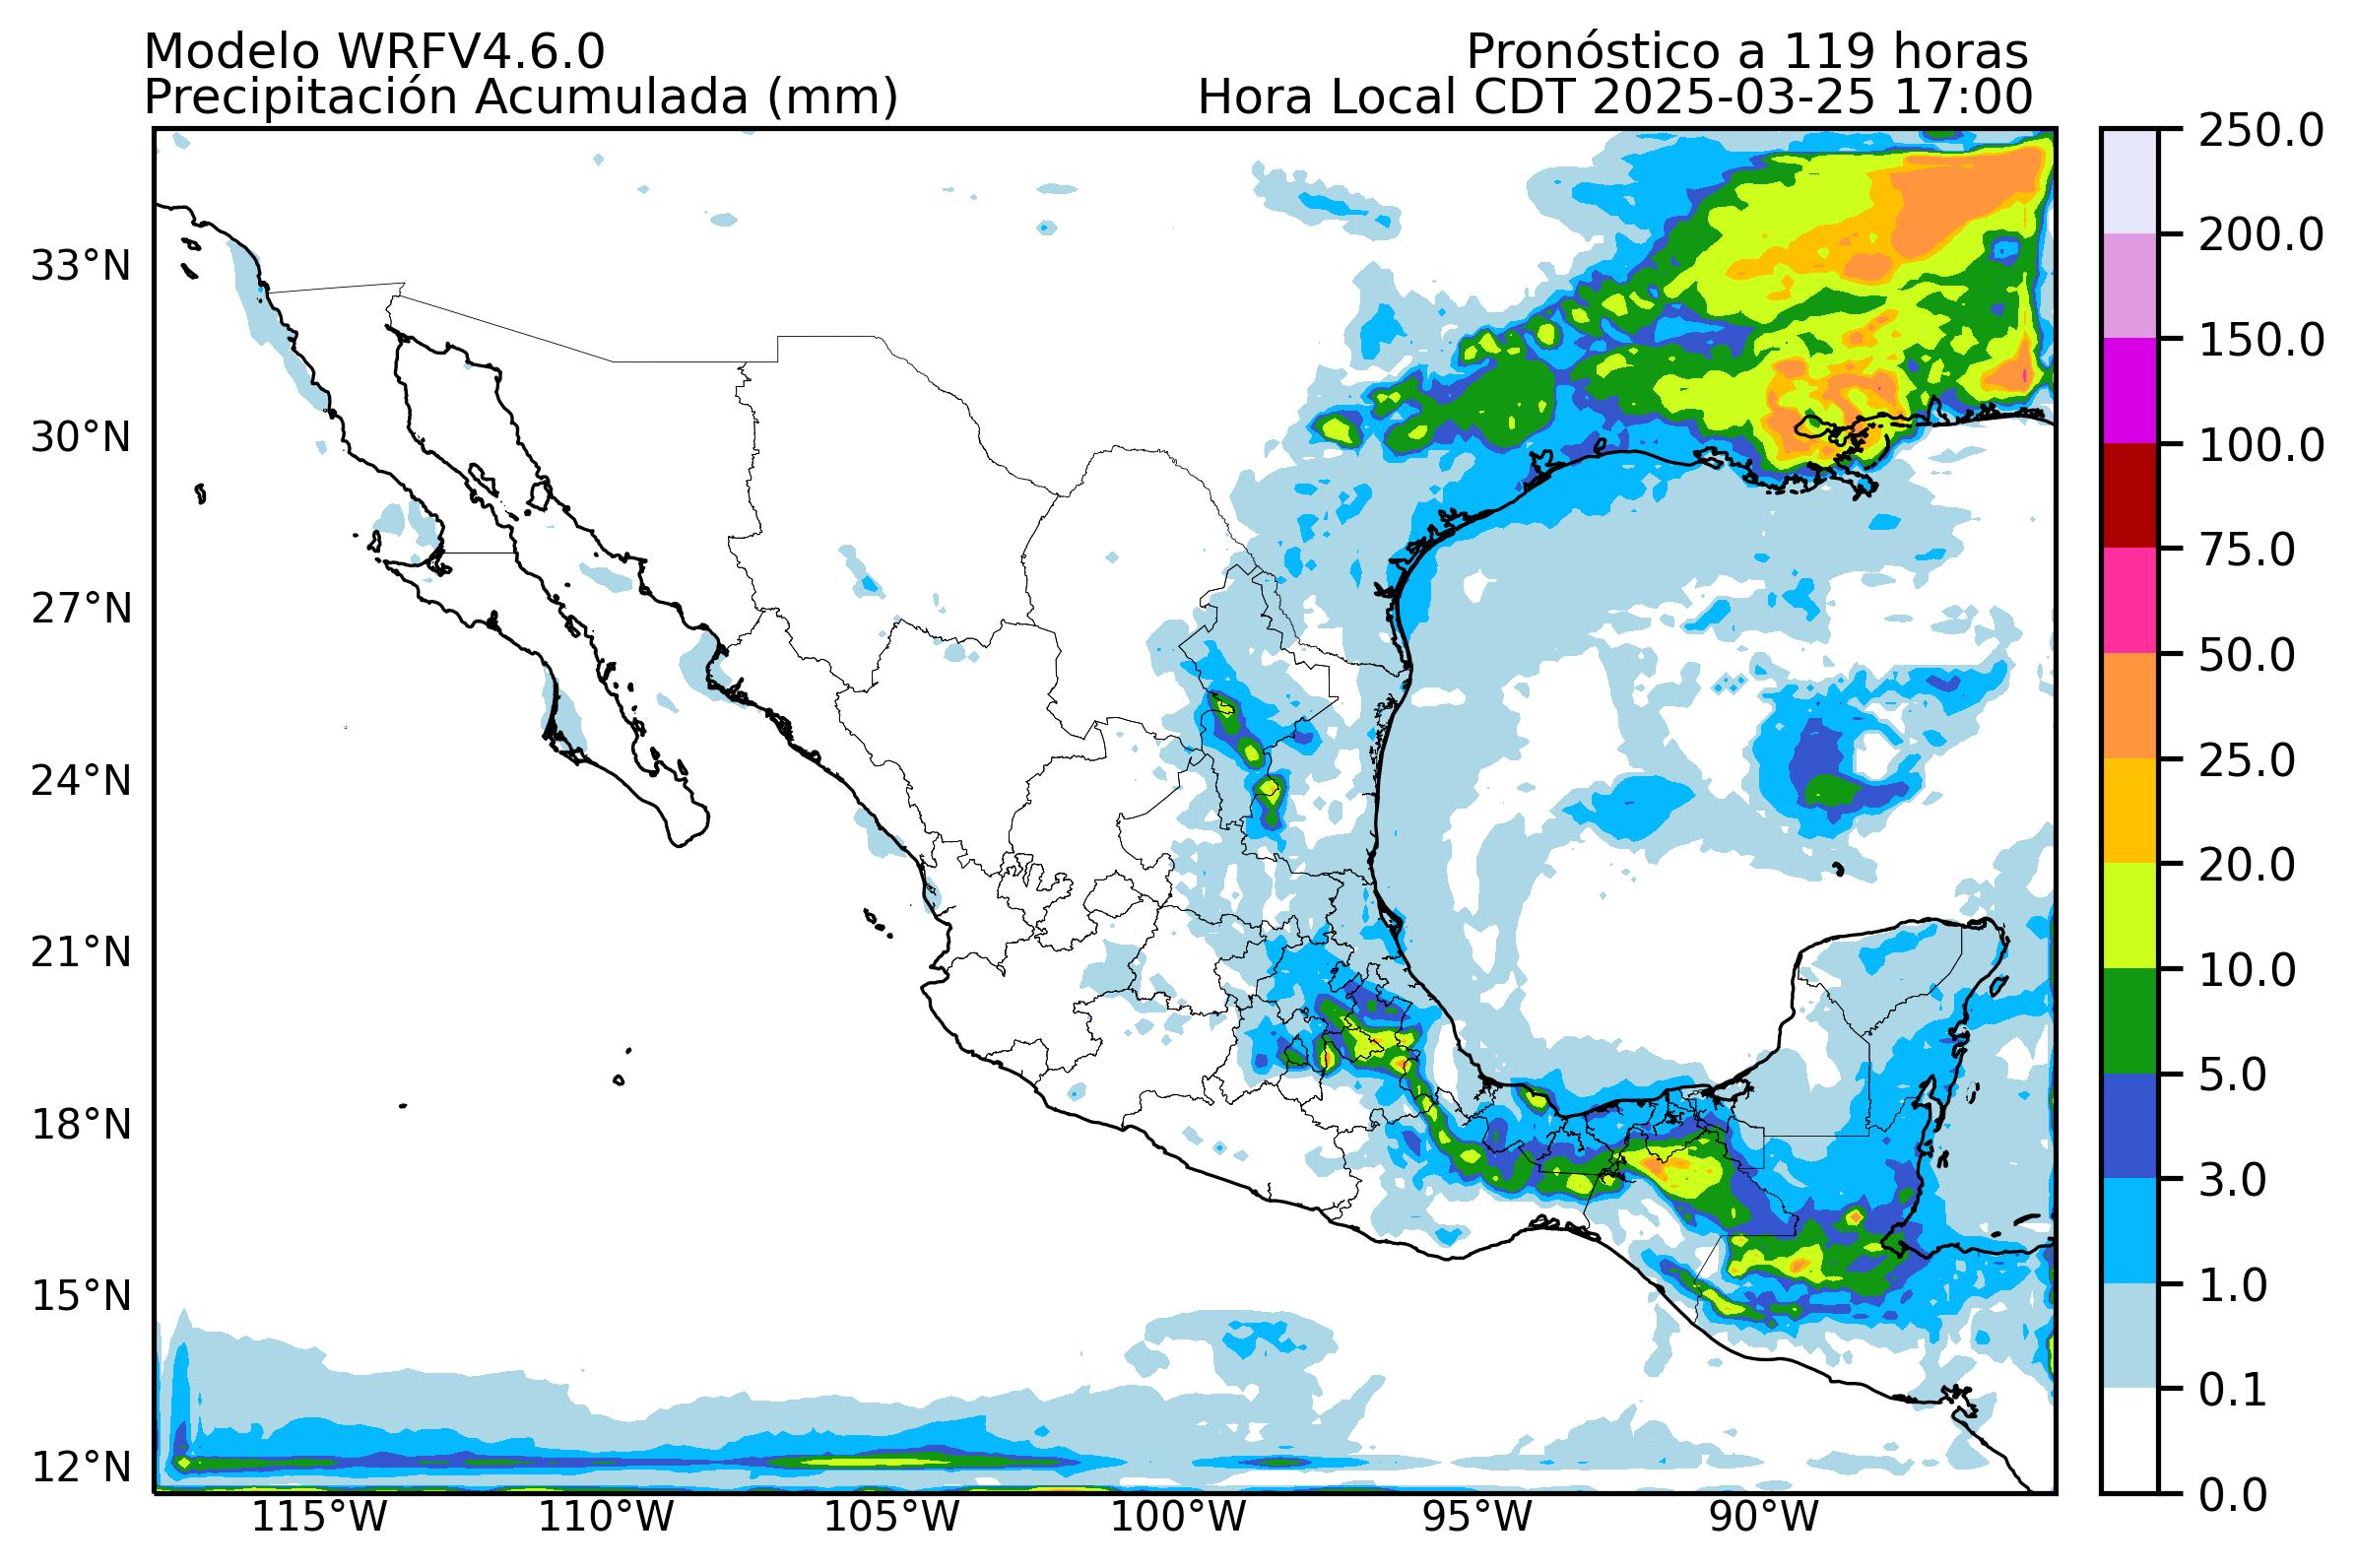 Modelo WRFV4.6.0
Pronóstico a 119 horas
Precipitación Acumulada (mm)
Hora Local CDT 2025-03-25 17:00
33°N
30°N
27°N
24°N
21°N
18°N
15°N
12°N
115°W
110°W
105°W
100°W
95°W
90°W
250.0
200.0
150.0
100.0
75.0
50.0
25.0
20.0
10.0
5.0
3.0
1.0
0.1
0.0